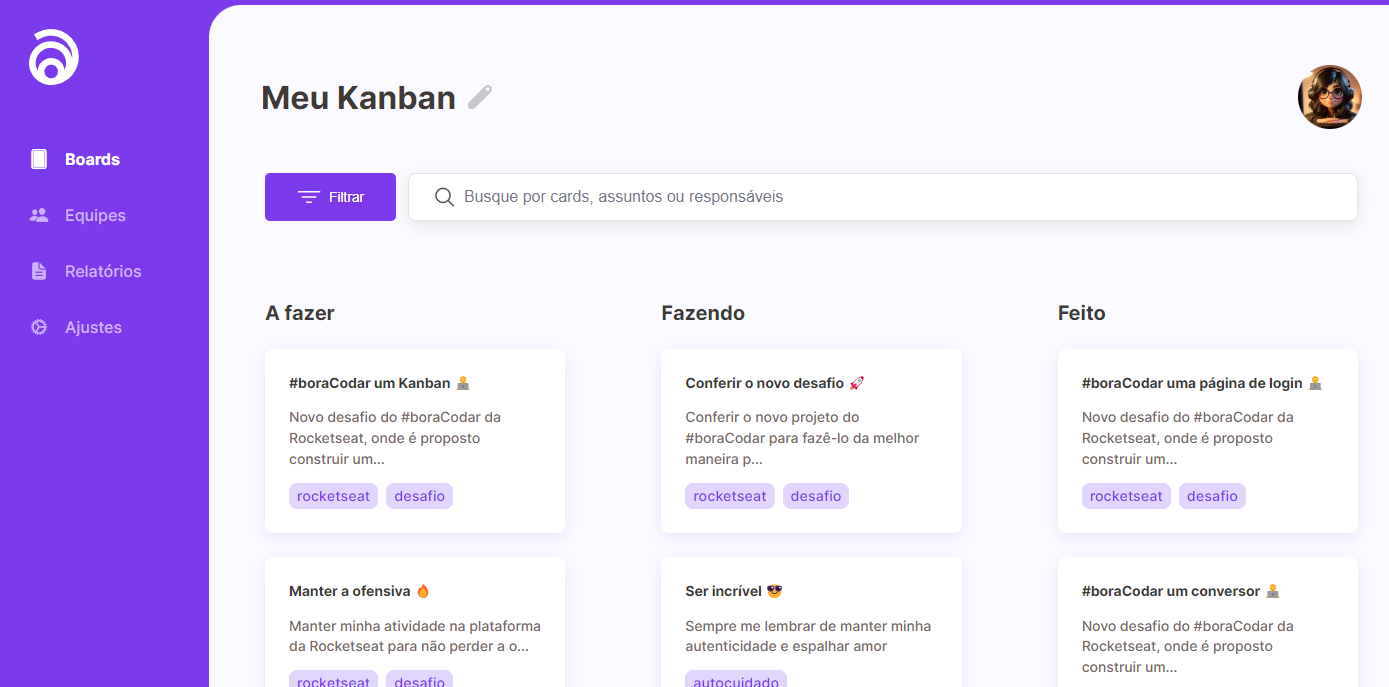 Meu Kanban
Boards
Equipes
Relatórios
Ajustes
Filtrar
Busque por cards, assuntos ou responsáveis
A fazer
#boraCodar um Kanban 🧑‍💻
Novo desafio do #boraCodar da
Rocketseat, onde é proposto
construir um...
rocketseat
desafio
Manter a ofensiva 🔥
Manter minha atividade na plataforma
da Rocketseat para não perder a o...
rocketseat
desafio
Fazendo
Conferir o novo desafio 🚀
Conferir o novo projeto do
#boraCodar para fazê-lo da melhor
maneira p...
rocketseat
desafio
Ser incrível 😎
Sempre me lembrar de manter minha
autenticidade e espalhar amor
autocuidado
Feito
#boraCodar uma página de login 🧑‍💻
Novo desafio do #boraCodar da
Rocketseat, onde é proposto
construir um...
rocketseat
desafio
#boraCodar um conversor 🧑‍💻
Novo desafio do #boraCodar da
Rocketseat, onde é proposto
construir um...